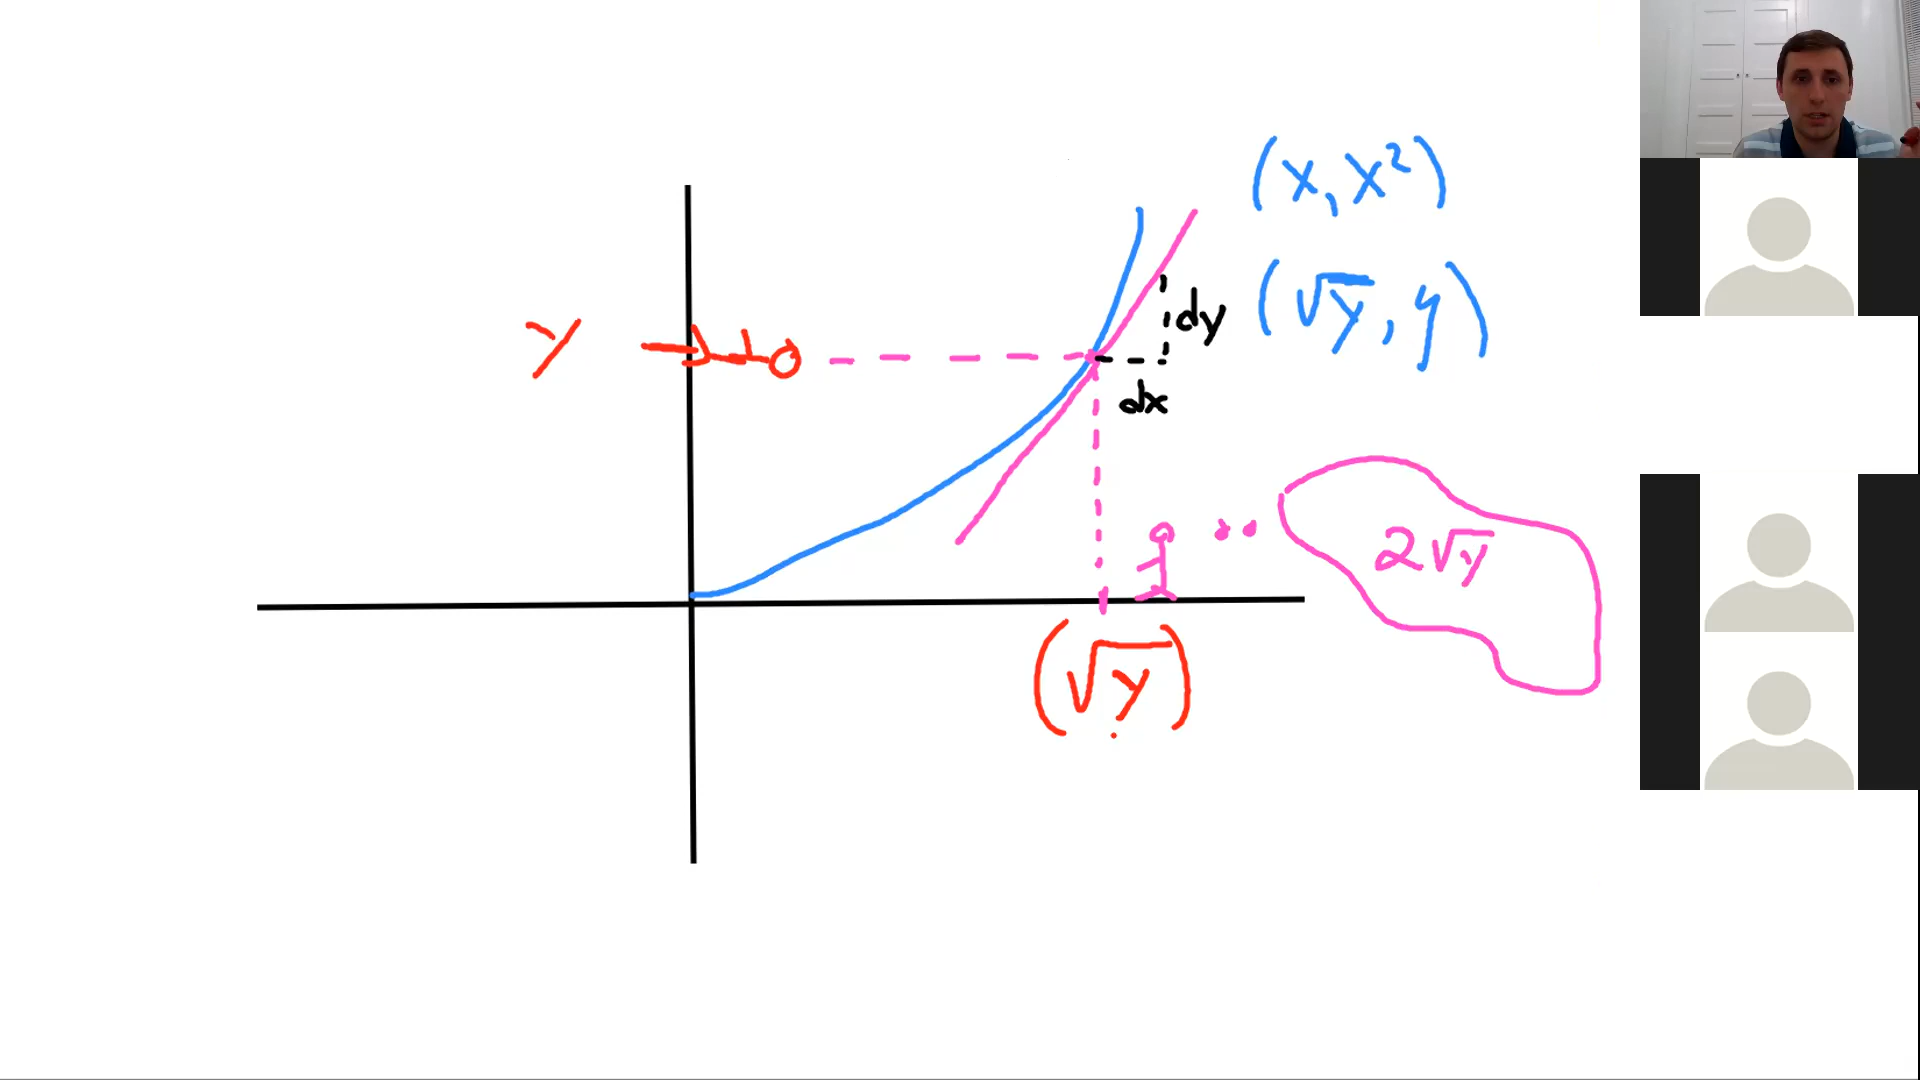 (x, x²)
(√y, y)
y
dy
dx
2√y
(√y)